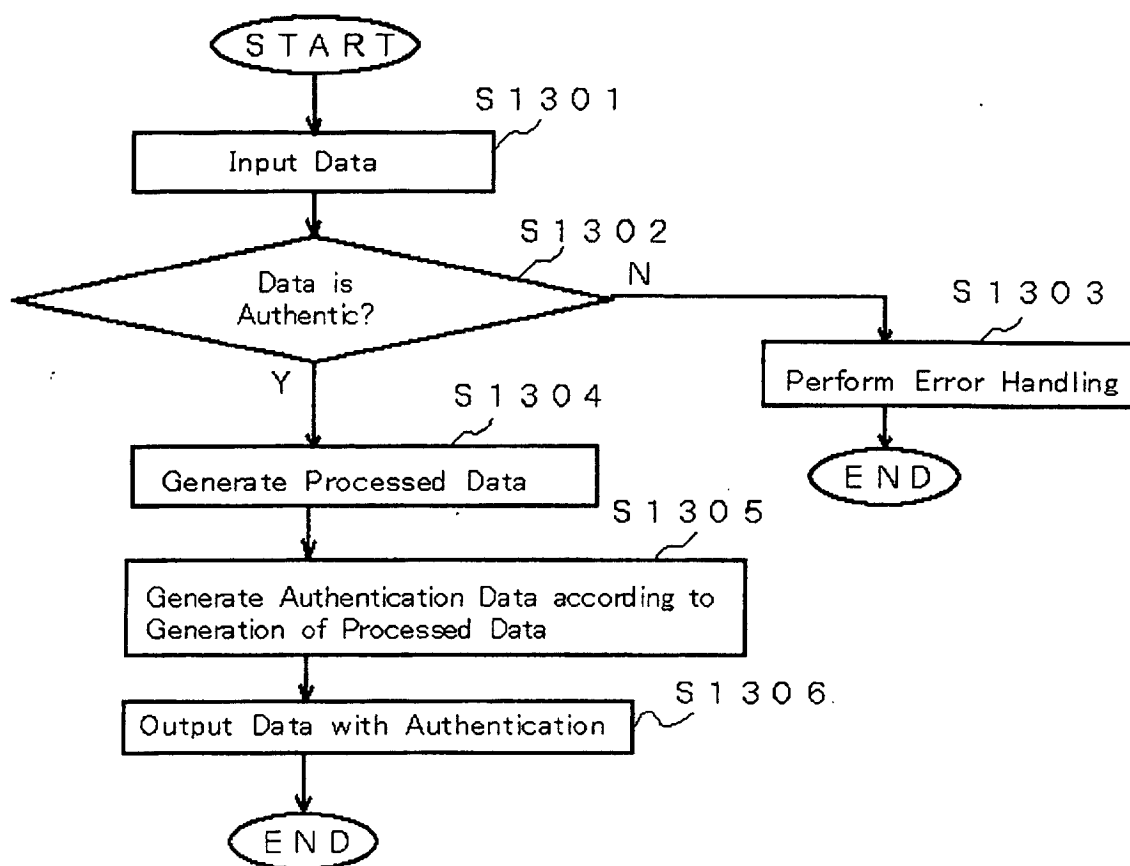 START
S1301
Input Data
S1302
Data is
Authentic?
N
S1303
Perform Error Handling
END
Y
S1304
Generate Processed Data
S1305
Generate Authentication Data according to
Generation of Processed Data
S1306
Output Data with Authentication
END